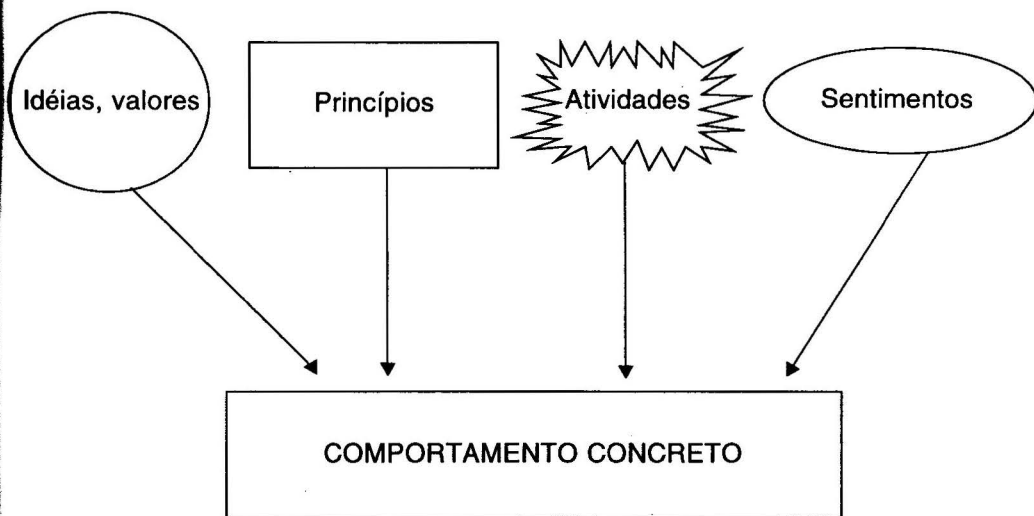 Idéias, valores
Princípios
Atividades
Sentimentos
COMPORTAMENTO CONCRETO